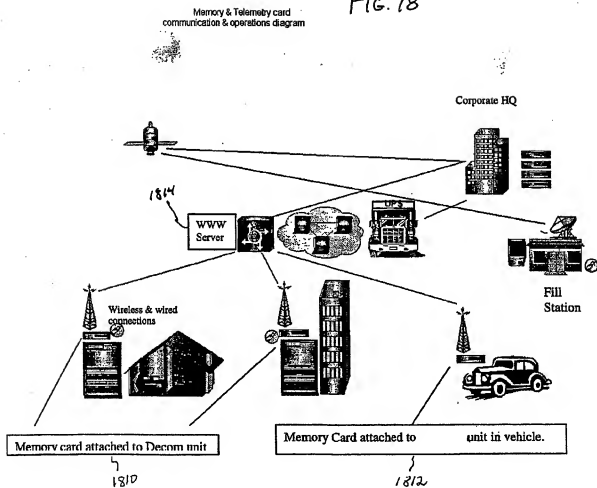 FIG. 18
Memory & Telemetry card
communication & operations diagram
Corporate HQ
1814
WWW
Server
UPS
Fill
Station
Wireless & wired
connections
Memory card attached to Decom unit
Memory Card attached to unit in vehicle.
1810
1812